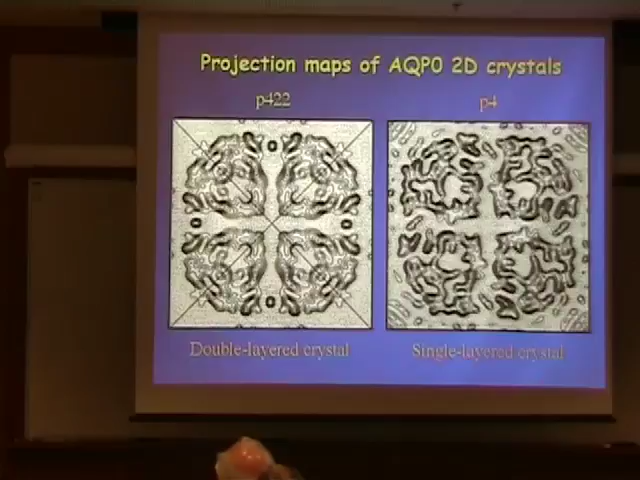 Projection maps of AQP0 2D crystals
p422
p4
Double-layered crystal
Single-layered crystal